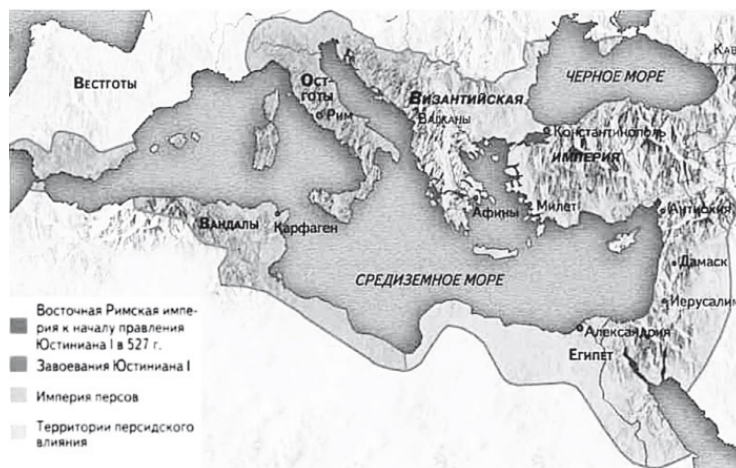 КАВ
ЧЕРНОЕ МОРЕ
ВЕСТГОТЫ
ОСТ-
ГОТЫ
ВИЗАНТИЙСКАЯ
Рим
БАЛКАНЫ
Константинополь
ИМПЕРИЯ
ВАНДАЛЫ
Карфаген
Афины
Милет
Антиохия
Дамаск
СРЕДИЗЕМНОЕ МОРЕ
Иерусалим
Александрия
ЕГИПЕТ
Восточная Римская импе-
рия к началу правления
Юстиниана I в 527 г.
Завоевания Юстиниана I
Империя персов
Территории персидского
влияния